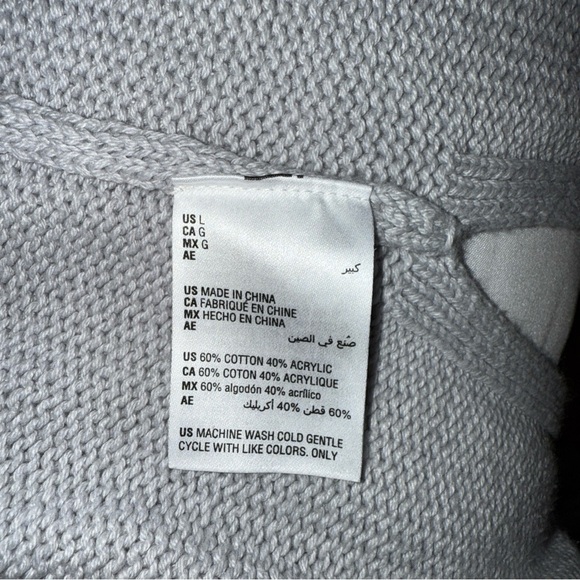 US L
CA G
MX G
AE
كبير
US MADE IN CHINA
CA FABRIQUÉ EN CHINE
MX HECHO EN CHINA
AE
صُنع في الصين
US 60% COTTON 40% ACRYLIC
CA 60% COTON 40% ACRYLIQUE
MX 60% algodón 40% acrílico
AE 60% قطن 40% أكريليك
US MACHINE WASH COLD GENTLE
CYCLE WITH LIKE COLORS. ONLY